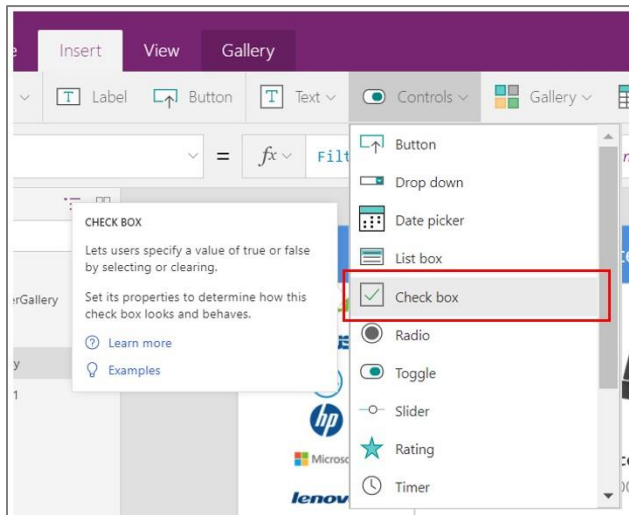 Insert View Gallery
Label Button Text Controls Gallery
= fx Filt
Button
Drop down
Date picker
List box
Check box
Radio
Toggle
Slider
Rating
Timer
CHECK BOX
Lets users specify a value of true or false
by selecting or clearing.
Set its properties to determine how this
check box looks and behaves.
Learn more
Examples
rGallery
y
1
hp
Microso
lenov